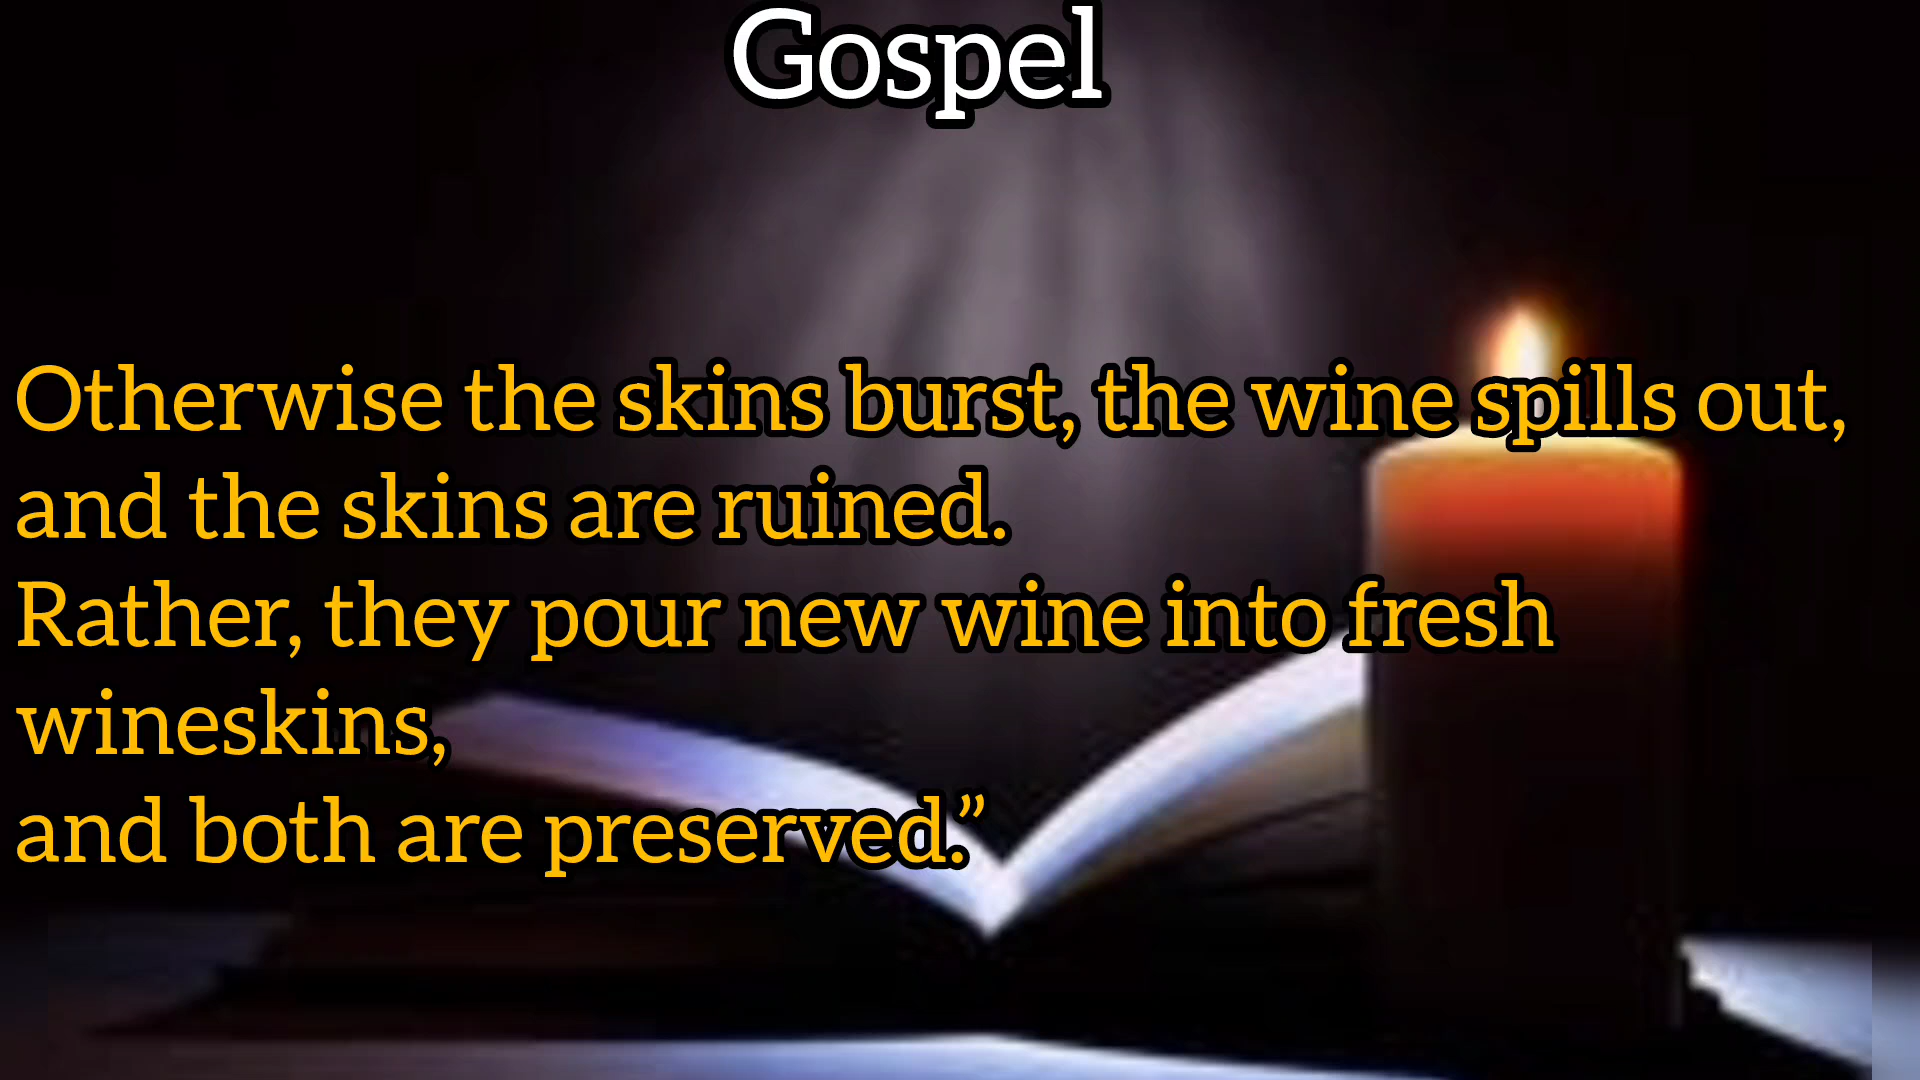 Gospel
Otherwise the skins burst, the wine spills out,
and the skins are ruined.
Rather, they pour new wine into fresh
wineskins,
and both are preserved.”